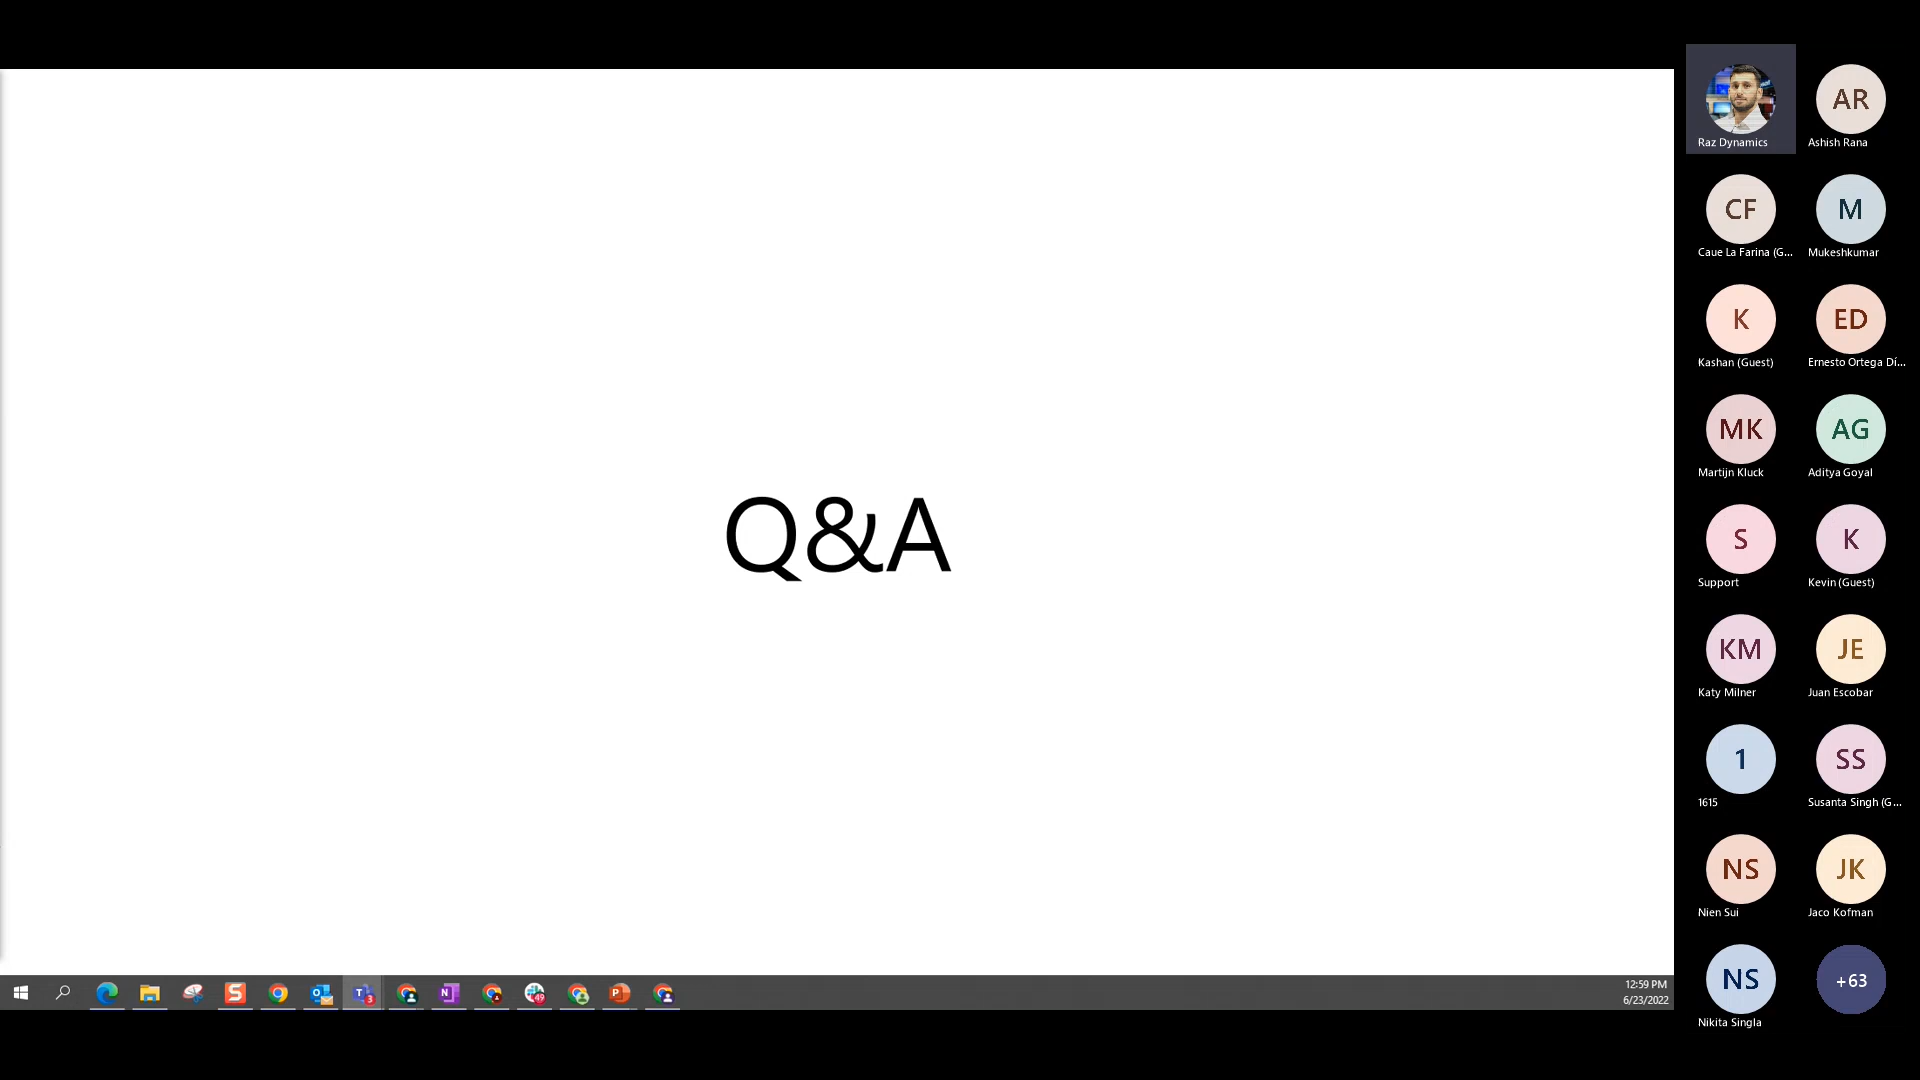 Q&A
Raz Dynamics
AR
Ashish Rana
CF
Caue La Farina (G...
M
Mukeshkumar
K
Kashan (Guest)
ED
Ernesto Ortega Dí...
MK
Martijn Kluck
AG
Aditya Goyal
S
Support
K
Kevin (Guest)
KM
Katy Milner
JE
Juan Escobar
1
1615
SS
Susanta Singh (G...
NS
Nien Sui
JK
Jaco Kofman
NS
Nikita Singla
+63
S
O
T
3
N
49
P
12:59 PM
6/23/2022